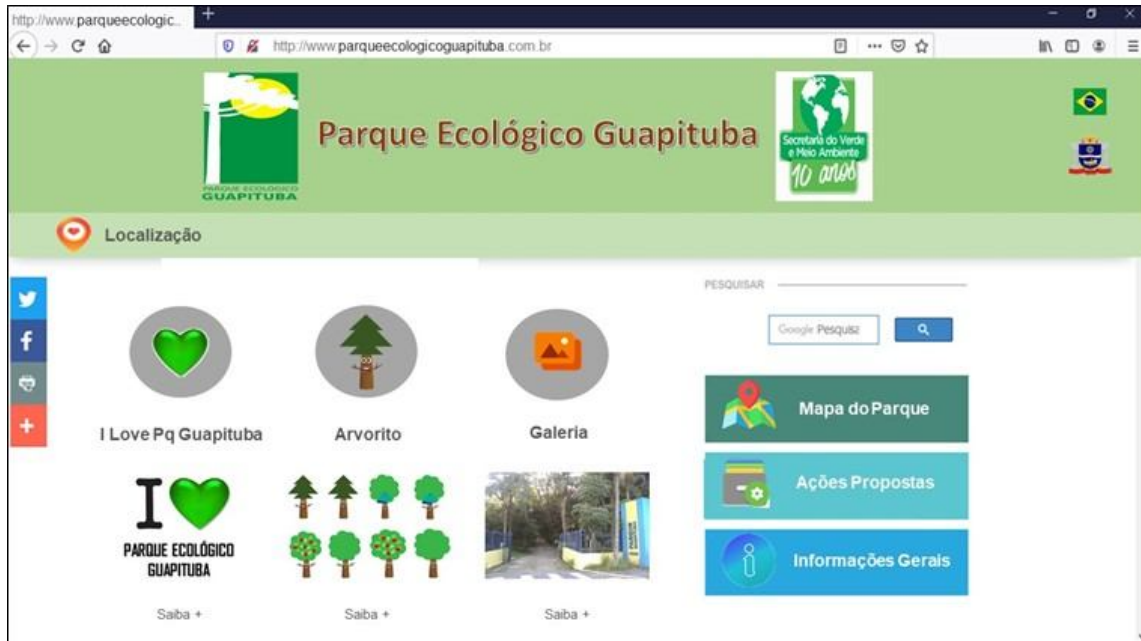 http://www.parqueecologic..
http://www.parqueecologicoguapituba.com.br
PARQUE ECOLÓGICO
GUAPITUBA
Parque Ecológico Guapituba
Secretaria do Verde
e Meio Ambiente
10 anos
Localização
PESQUISAR
Google Pesquisa
I Love Pq Guapituba
Arvorito
Galeria
Mapa do Parque
Ações Propostas
Informações Gerais
I
PARQUE ECOLÓGICO
GUAPITUBA
Saiba +
Saiba +
Saiba +